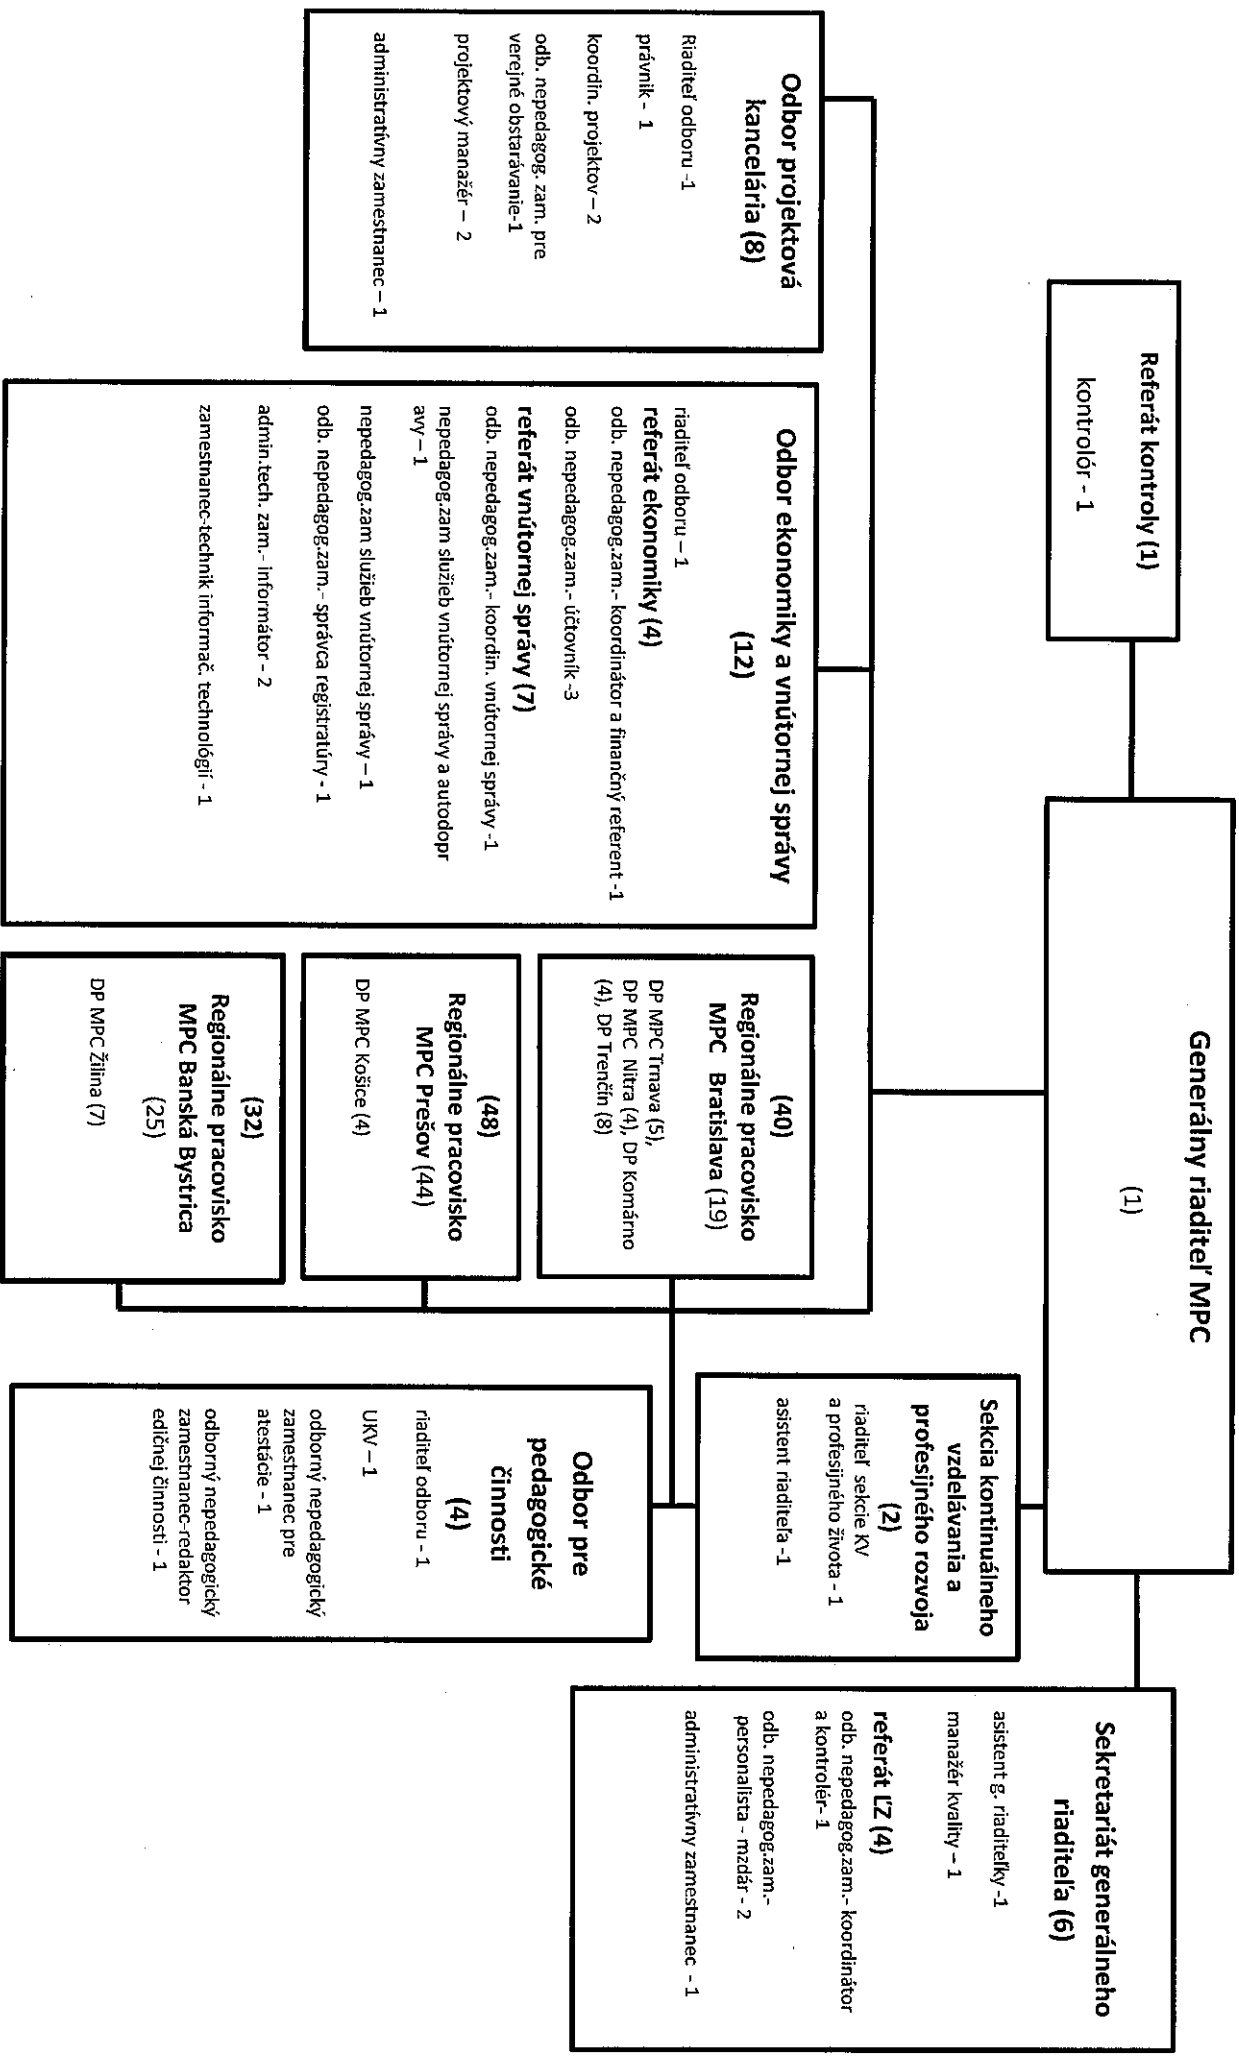 Generálny riaditeľ MPC
(1)
Referát kontroly (1)
kontrolór - 1
Sekretariát generálneho
riaditeľa (6)
asistent g. riaditeľky -1
manažér kvality – 1
referát ĽZ (4)
odb. nepedagog.zam.- koordinátor
a kontrolér- 1
odb. nepedagog.zam.-
personalista - mzdár - 2
administratívny zamestnanec - 1
Sekcia kontinuálneho
vzdelávania a
profesijného rozvoja
(2)
riaditeľ sekcie KV
a profesijného života - 1
asistent riaditeľa -1
Odbor projektová
kancelária (8)
Riaditeľ odboru -1
právnik - 1
koordin. projektov – 2
odb. nepedagog. zam. pre
verejné obstarávanie-1
projektový manažér – 2
administratívny zamestnanec – 1
Odbor ekonomiky a vnútornej správy
(12)
riaditeľ odboru – 1
referát ekonomiky (4)
odb. nepedagog.zam.- koordinátor a finančný referent -1
odb. nepedagog.zam.- účtovník -3
referát vnútornej správy (7)
odb. nepedagog.zam.- koordin. vnútornej správy -1
nepedagog.zam služieb vnútornej správy a autodopr
avy – 1
nepedagog.zam služieb vnútornej správy – 1
odb. nepedagog.zam.- správca registratúry - 1
admin.tech. zam.- informátor – 2
zamestnanec-technik informač. technológií - 1
(40)
Regionálne pracovisko
MPC Bratislava (19)
DP MPC Trnava (5),
DP MPC Nitra (4), DP Komárno
(4), DP Trenčín (8)
(48)
Regionálne pracovisko
MPC Prešov (44)
DP MPC Košice (4)
(32)
Regionálne pracovisko
MPC Banská Bystrica
(25)
DP MPC Žilina (7)
Odbor pre
pedagogické
činnosti
(4)
riaditeľ odboru - 1
UKV – 1
odborný nepedagogický
zamestnanec pre
atestácie - 1
odborný nepedagogický
zamestnanec-redaktor
edičnej činnosti - 1